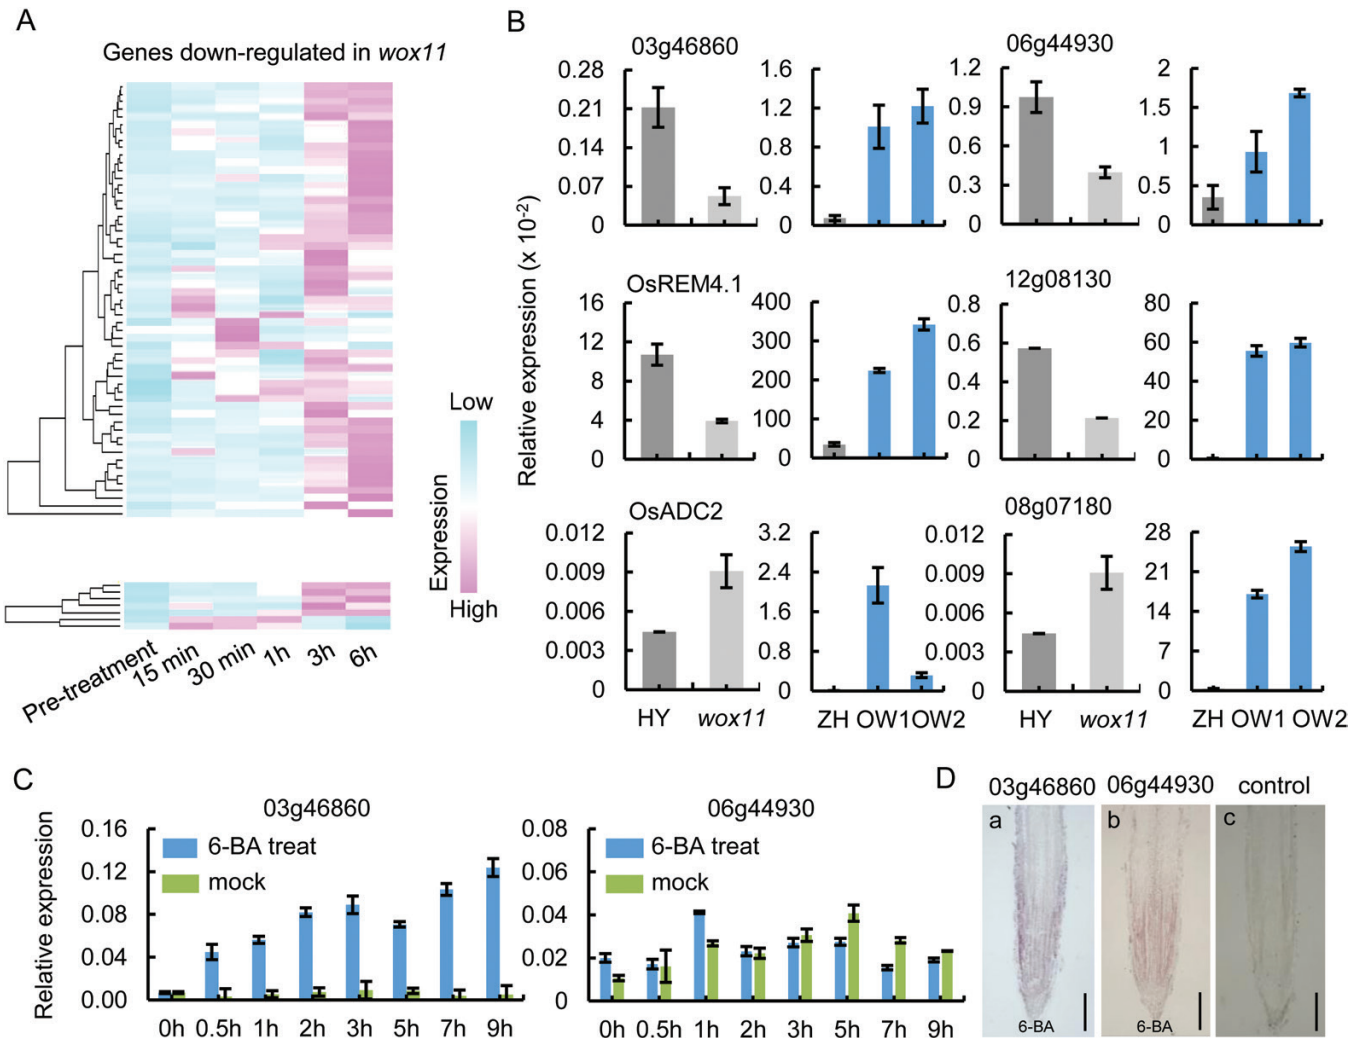 A
Genes down-regulated in wox11
Low
Expression
High
Pre-treatment
15 min
30 min
1h
3h
6h
B
Relative expression (x 10-2)
03g46860
0.28
0.21
0.14
0.07
0
1.6
1.2
0.8
0.4
0
06g44930
1.2
0.9
0.6
0.3
0
2
1.5
1
0.5
0
OsREM4.1
16
12
8
4
0
400
300
200
100
0
12g08130
0.8
0.6
0.4
0.2
0
80
60
40
20
0
OsADC2
0.012
0.009
0.006
0.003
0
HY wox11
3.2
2.4
1.6
0.8
0
ZH OW1OW2
08g07180
0.012
0.009
0.006
0.003
0
HY wox11
28
21
14
7
0
ZH OW1 OW2
C
Relative expression
03g46860
0.16
0.12
0.08
0.04
0.00
6-BA treat
mock
0h 0.5h 1h 2h 3h 5h 7h 9h
06g44930
0.08
0.06
0.04
0.02
0
6-BA treat
mock
0h 0.5h 1h 2h 3h 5h 7h 9h
D
03g46860 06g44930 control
a b c
6-BA 6-BA